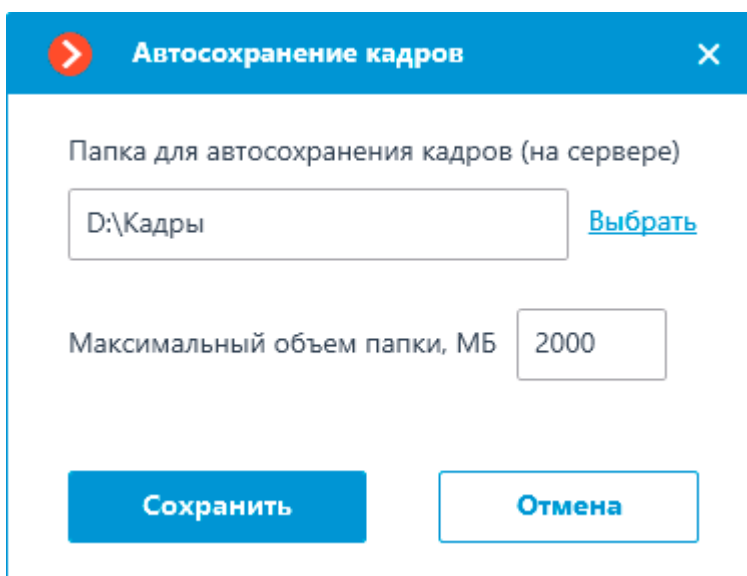 Автосохранение кадров
Папка для автосохранения кадров (на сервере)
D:\Кадры Выбрать
Максимальный объем папки, МБ 2000
Сохранить Отмена